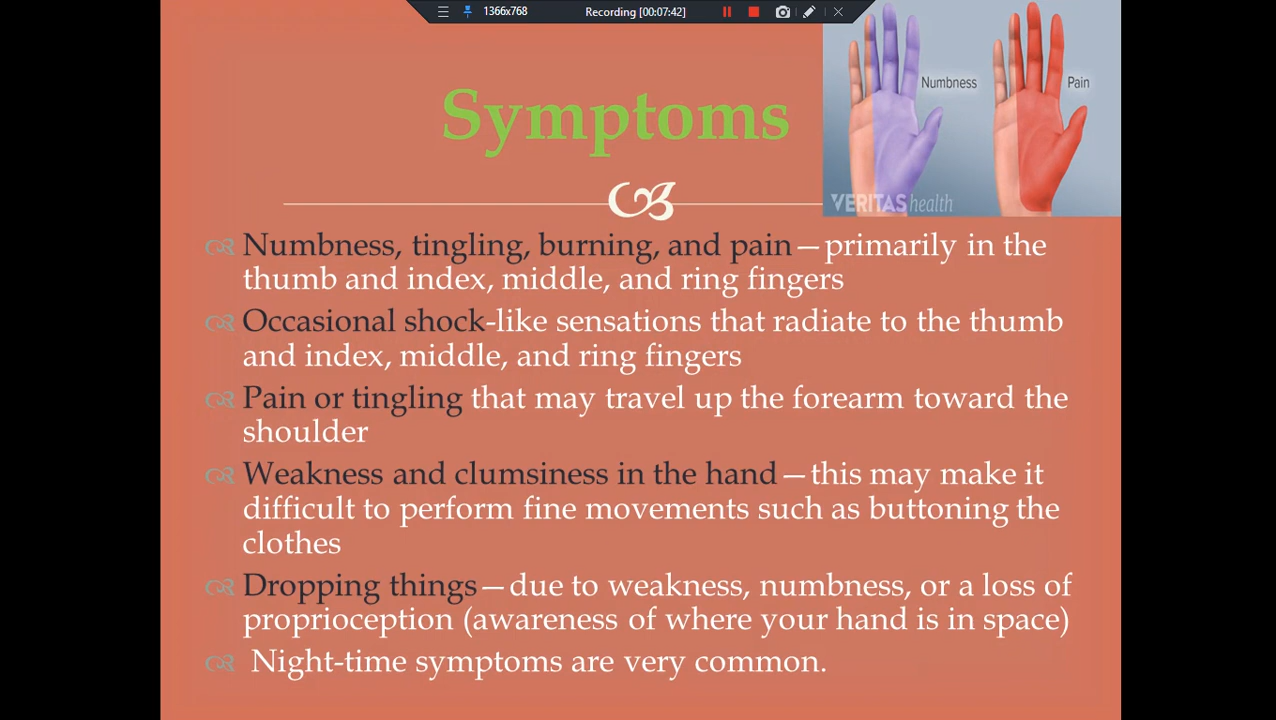 1366x768
Recording [00:07:42]
Numbness
Pain
Symptoms
VERITAS health
Numbness, tingling, burning, and pain—primarily in the
thumb and index, middle, and ring fingers
Occasional shock-like sensations that radiate to the thumb
and index, middle, and ring fingers
Pain or tingling that may travel up the forearm toward the
shoulder
Weakness and clumsiness in the hand—this may make it
difficult to perform fine movements such as buttoning the
clothes
Dropping things—due to weakness, numbness, or a loss of
proprioception (awareness of where your hand is in space)
Night-time symptoms are very common.